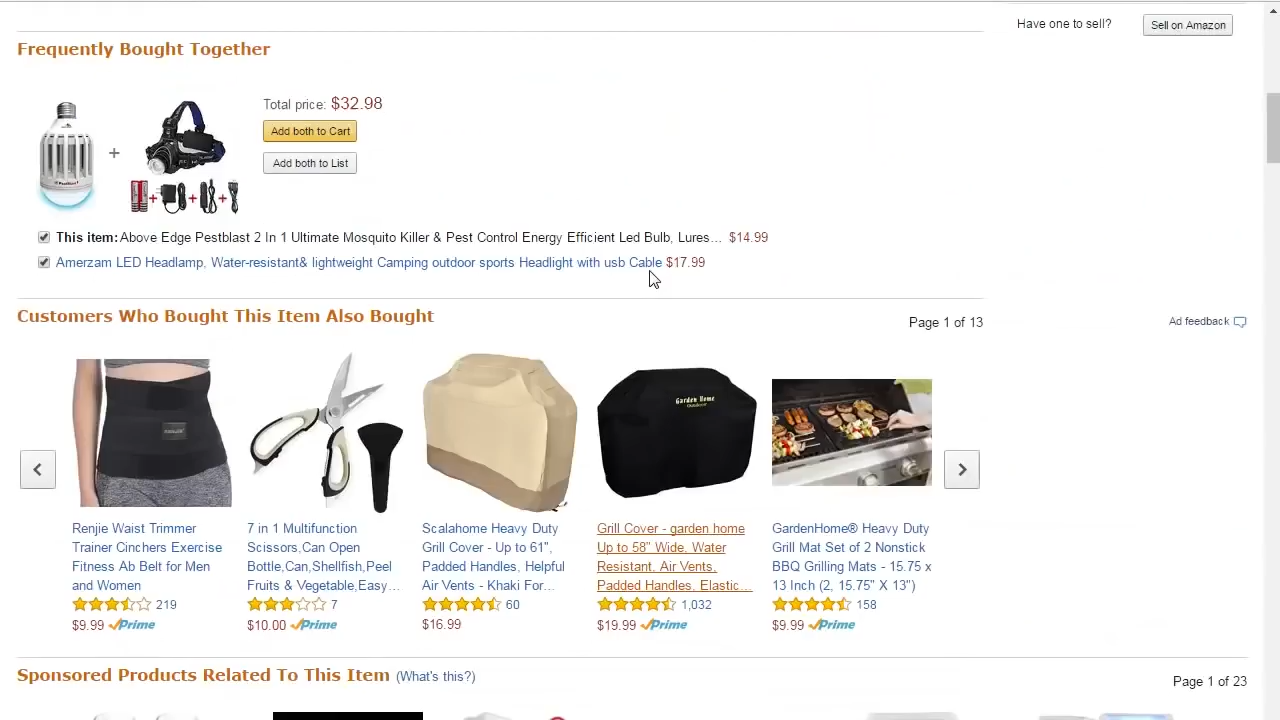 Have one to sell?
Sell on Amazon
Frequently Bought Together
Total price: $32.98
Add both to Cart
Add both to List
This item: Above Edge Pestblast 2 In 1 Ultimate Mosquito Killer & Pest Control Energy Efficient Led Bulb, Lures... $14.99
Amerzam LED Headlamp, Water-resistant& lightweight Camping outdoor sports Headlight with usb Cable $17.99
Customers Who Bought This Item Also Bought
Page 1 of 13
Ad feedback
Garden Home
Renjie Waist Trimmer
Trainer Cinchers Exercise
Fitness Ab Belt for Men
and Women
219
$9.99 Prime
7 in 1 Multifunction
Scissors,Can Open
Bottle,Can,Shellfish,Peel
Fruits & Vegetable,Easy...
7
$10.00 Prime
Scalahome Heavy Duty
Grill Cover - Up to 61",
Padded Handles, Helpful
Air Vents - Khaki For...
60
$16.99
Grill Cover - garden home
Up to 58" Wide, Water
Resistant, Air Vents,
Padded Handles, Elastic...
1,032
$19.99 Prime
GardenHome® Heavy Duty
Grill Mat Set of 2 Nonstick
BBQ Grilling Mats - 15.75 x
13 Inch (2, 15.75" X 13")
158
$9.99 Prime
Sponsored Products Related To This Item (What's this?)
Page 1 of 23